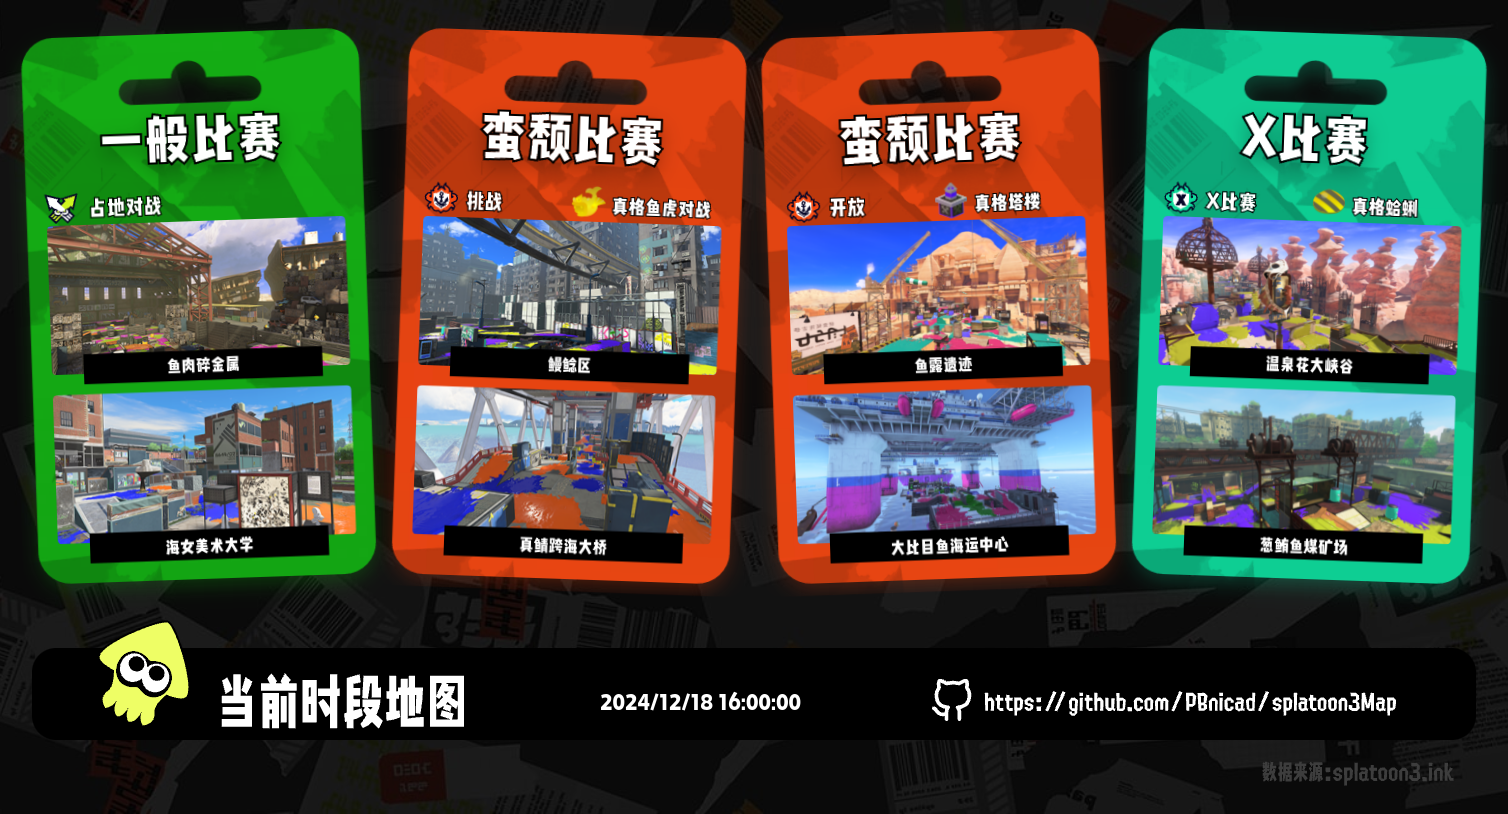 一般比赛
占地对战
鱼肉碎金属
海女美术大学
蛮颓比赛
挑战
真格鱼虎对战
鳗鲶区
真鲭跨海大桥
蛮颓比赛
开放
真格塔楼
鱼露遗迹
大比目鱼海运中心
X比赛
X比赛
真格蛤蜊
温泉花大峡谷
葱鲔鱼煤矿场
当前时段地图
2024/12/18 16:00:00
https://github.com/PBnicad/splatoon3Map
数据来源:splatoon3.ink